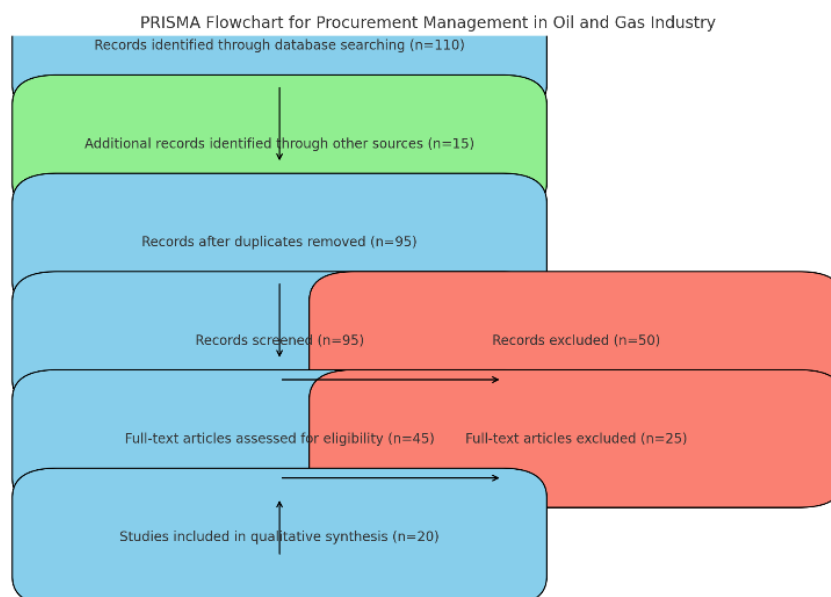 PRISMA Flowchart for Procurement Management in Oil and Gas Industry
Records identified through database searching (n=110)
Additional records identified through other sources (n=15)
Records after duplicates removed (n=95)
Records screened (n=95)
Records excluded (n=50)
Full-text articles assessed for eligibility (n=45)
Full-text articles excluded (n=25)
Studies included in qualitative synthesis (n=20)